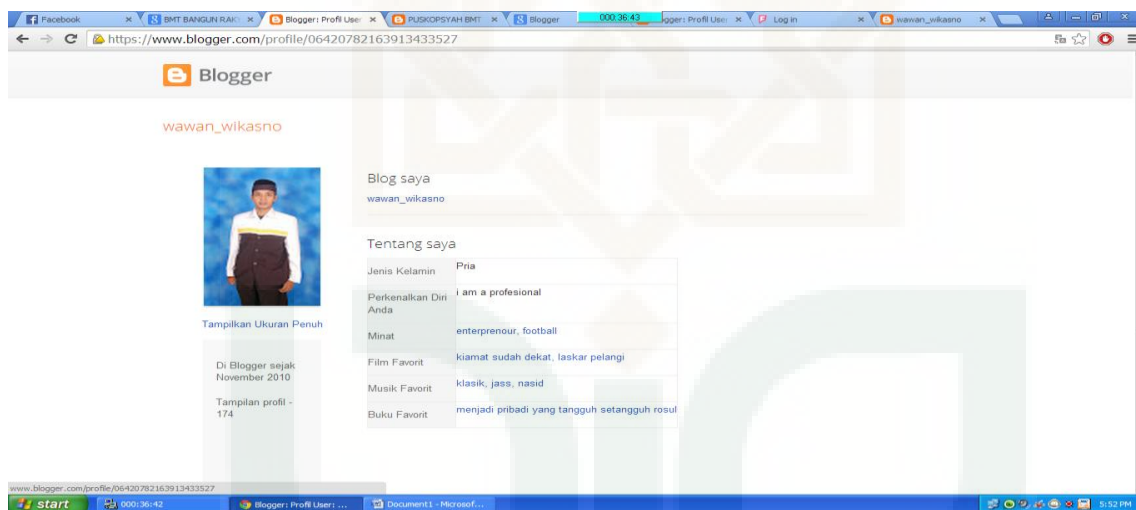 Facebook
BMT BANGUN RAK
Blogger: Profil User
PUSKOPSYAH BMT
Blogger
000:36:43
gger: Profil User
Log in
wawan_wikasno
https://www.blogger.com/profile/06420782163913433527
Blogger
wawan_wikasno
Blog saya
wawan_wikasno
Tentang saya
Jenis Kelamin Pria
Perkenalkan Diri Anda i am a profesional
Minat enterprenour, football
Film Favorit kiamat sudah dekat, laskar pelangi
Musik Favorit klasik, jass, nasid
Buku Favorit menjadi pribadi yang tangguh setangguh rosul
Tampilkan Ukuran Penuh
Di Blogger sejak
November 2010
Tampilan profil -
174
www.blogger.com/profile/06420782163913433527
start
000:36:42
Blogger: Profil User: ...
Document1 - Microsof...
5:52 PM